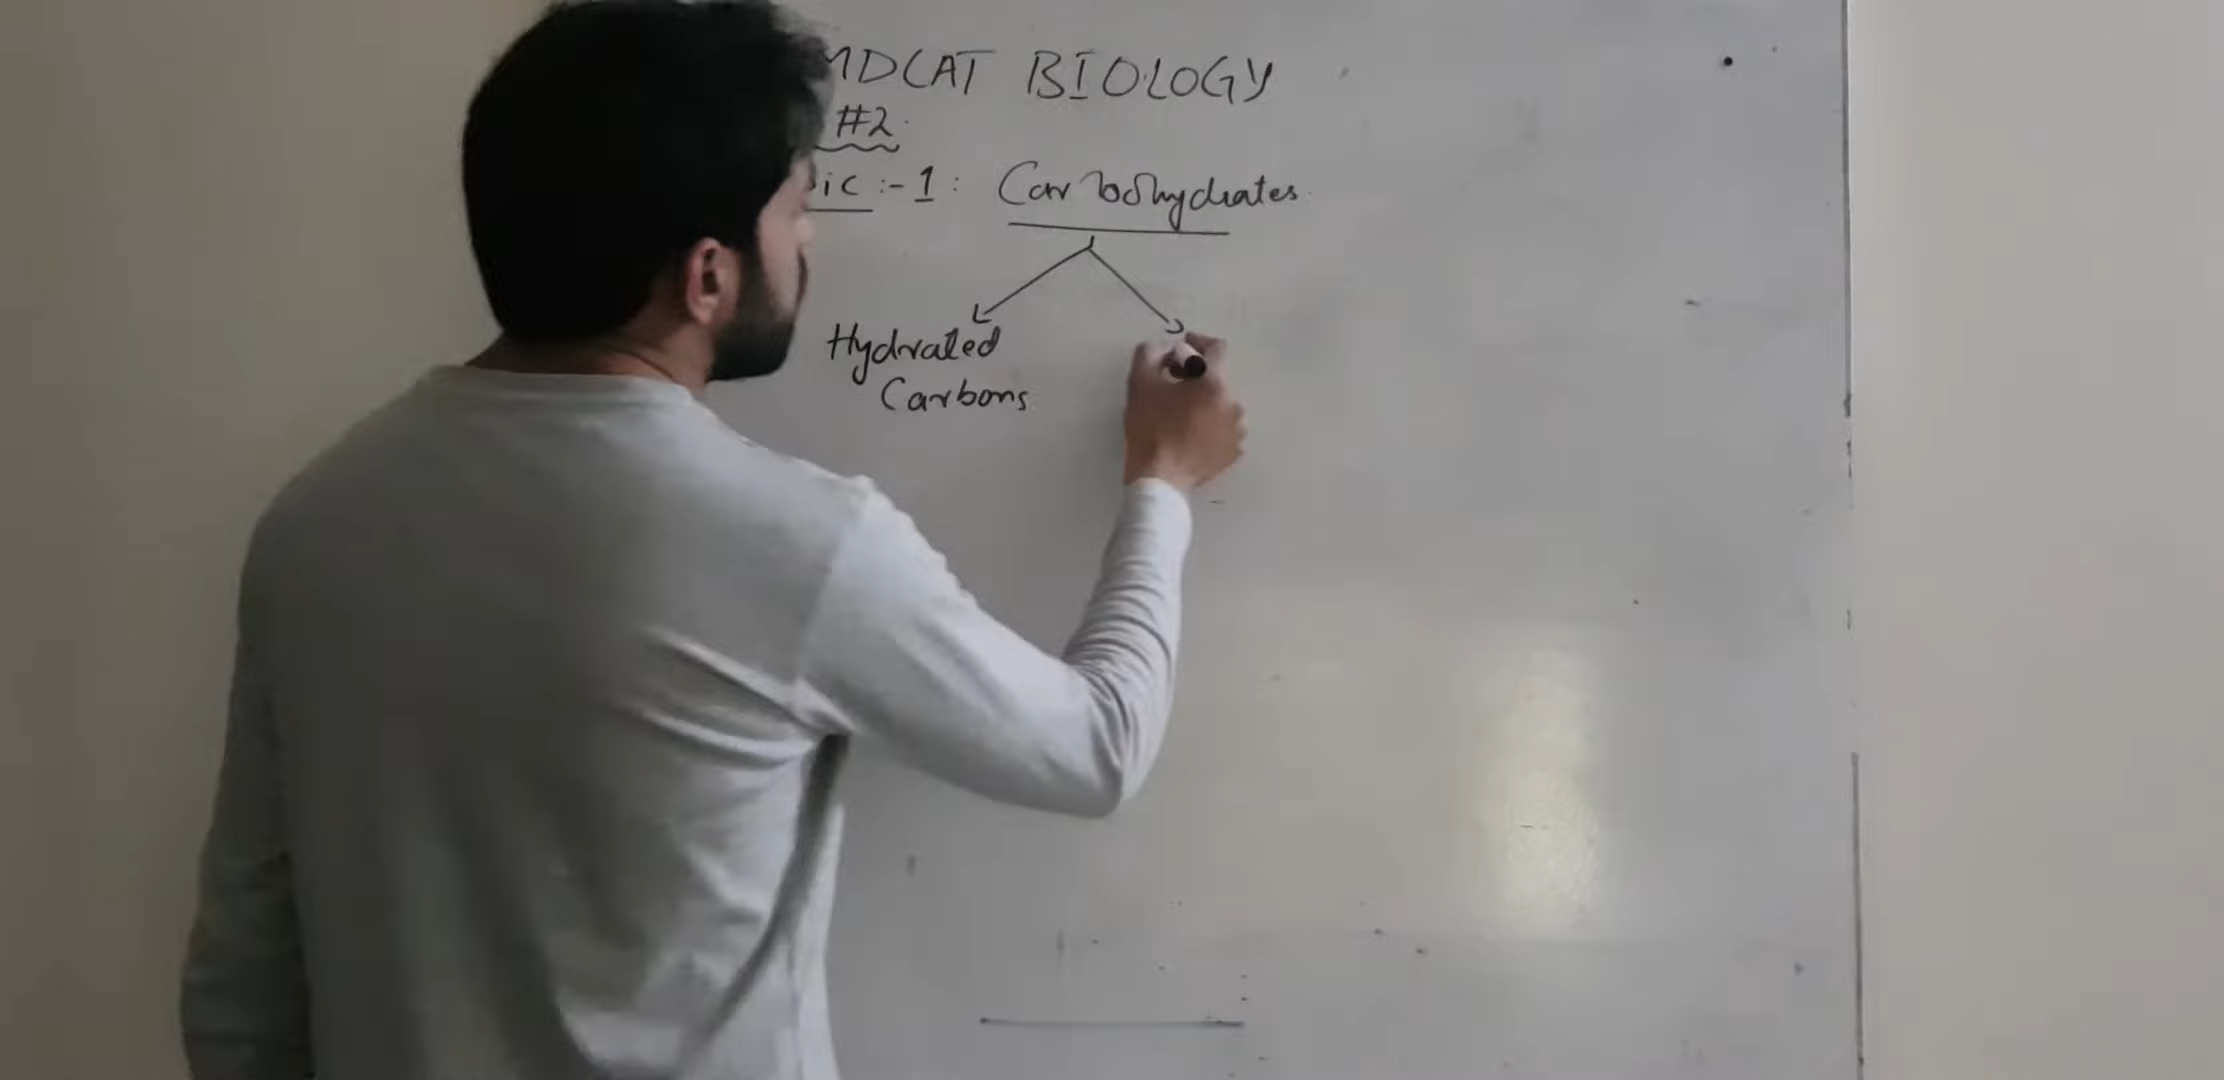 MDCAT BIOLOGY
#2
ic :- 1 : Carbohydrates
Hydrated
Carbons